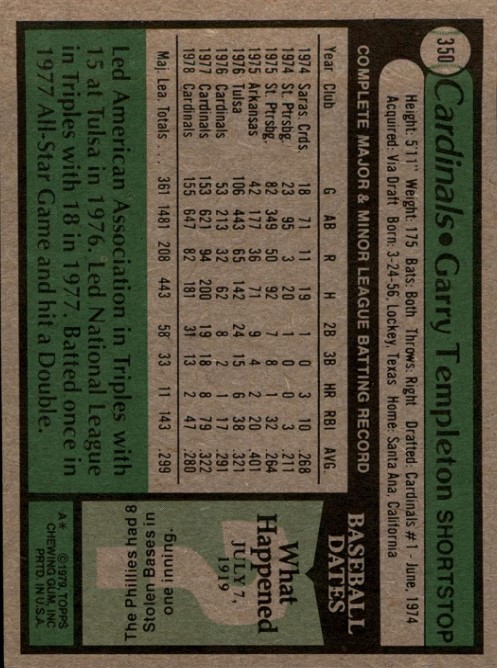 350
Cardinals • Garry Templeton SHORTSTOP
Height: 5'11" Weight: 175 Bats: Both Throws: Right Drafted: Cardinals #1 - June, 1974
Acquired: Via Draft Born: 3-24-56, Lockey, Texas Home: Santa Ana, California
COMPLETE MAJOR & MINOR LEAGUE BATTING RECORD
Year Club G AB R H 2B 3B HR RBI AVG.
1974 Saras. Crds. 18 71 11 19 1 0 3 10 .268
1974 St. Ptrsbg. 23 95 3 20 1 0 0 3 .211
1975 St. Ptrsbg. 82 349 50 92 7 8 1 32 .264
1975 Arkansas 42 177 36 71 9 4 2 20 .401
1976 Tulsa 106 443 65 142 24 15 6 38 .321
1976 Cardinals 53 213 32 62 8 2 1 17 .291
1977 Cardinals 153 621 94 200 19 18 8 79 .322
1978 Cardinals 155 647 82 181 31 13 2 47 .280
Maj. Lea. Totals . . . 361 1481 208 443 58 33 11 143 .299
Led American Association in Triples with
15 at Tulsa in 1976. Led National League
in Triples with 18 in 1977. Batted once in
1977 All-Star Game and hit a Double.
BASEBALL
DATES
What
Happened
JULY 7,
1919
The Phillies had 8
Stolen Bases in
one inning.
A* ©1979 TOPPS
CHEWING GUM, INC
PRTD. IN U.S.A.